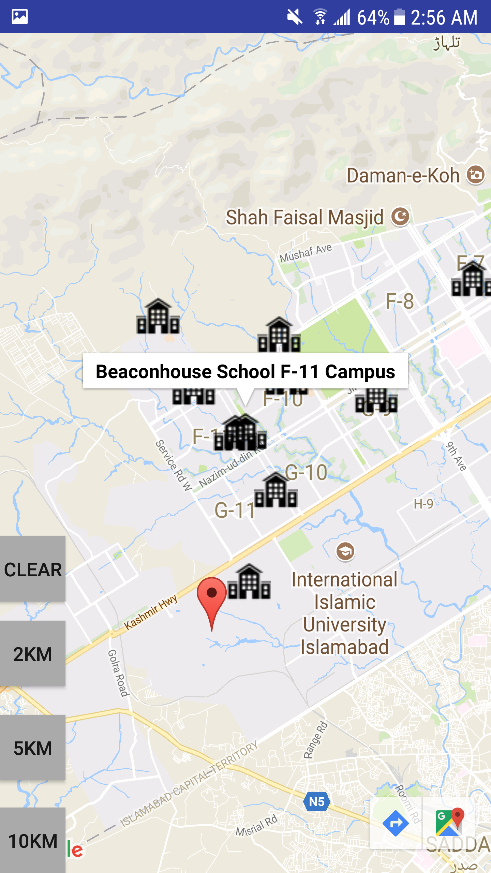 64% 2:56 AM
تلہاڑ
Daman-e-Koh
Shah Faisal Masjid
Mushaf Ave
F-7
F-8
Beaconhouse School F-11 Campus
F-10
Service Rd W
Nazim-ud-din
9th Ave
G-10
G-11
H-9
CLEAR
International
Islamic
University
Islamabad
Kashmir Hwy
2KM
Golra Road
5KM
Range Rd
ISLAMABAD CAPITAL TERRITORY
N5
Misrial Rd
10KM
le
G
SADDA
صدر